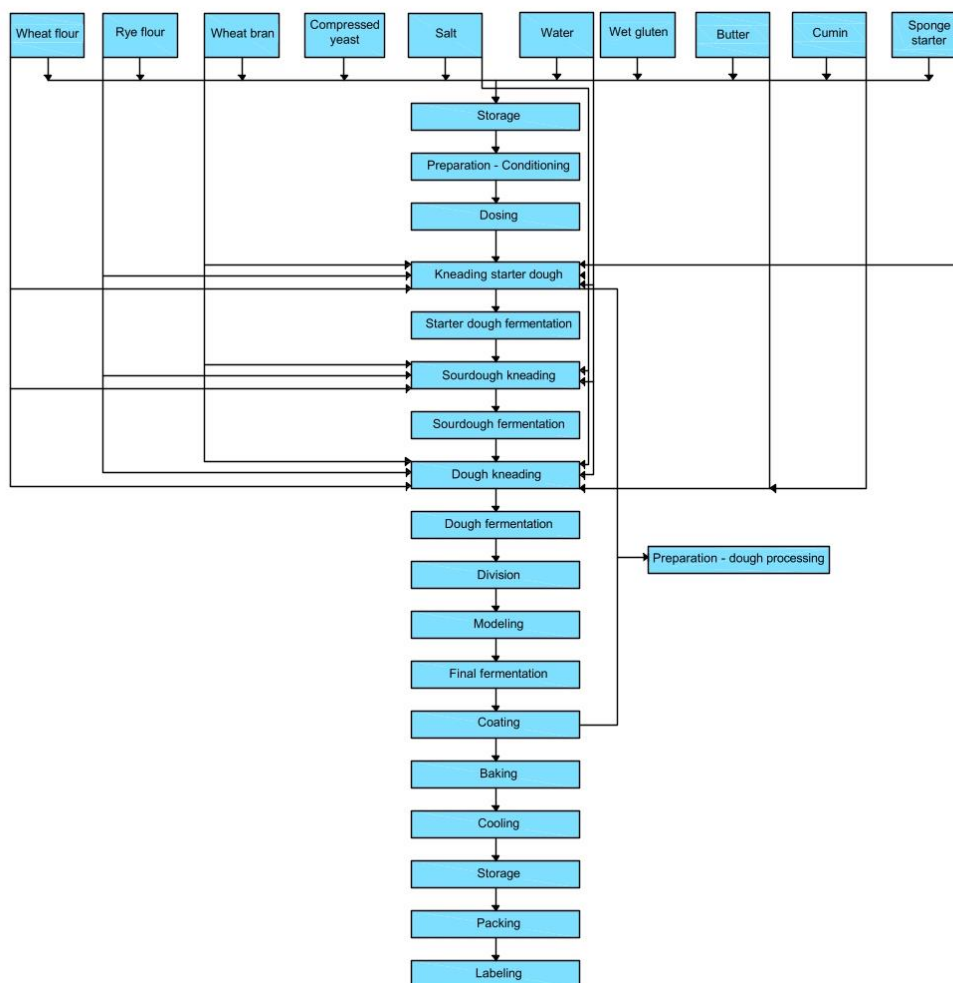 Wheat flour
Rye flour
Wheat bran
Compressed
yeast
Salt
Water
Wet gluten
Butter
Cumin
Sponge
starter
Storage
Preparation - Conditioning
Dosing
Kneading starter dough
Starter dough fermentation
Sourdough kneading
Sourdough fermentation
Dough kneading
Dough fermentation
Preparation - dough processing
Division
Modeling
Final fermentation
Coating
Baking
Cooling
Storage
Packing
Labeling